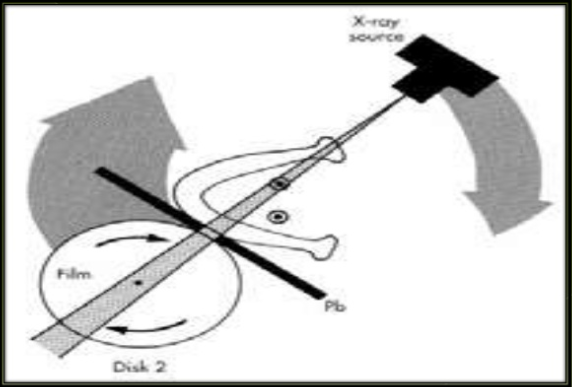 X-ray
source
Film
Pb
Disk 2